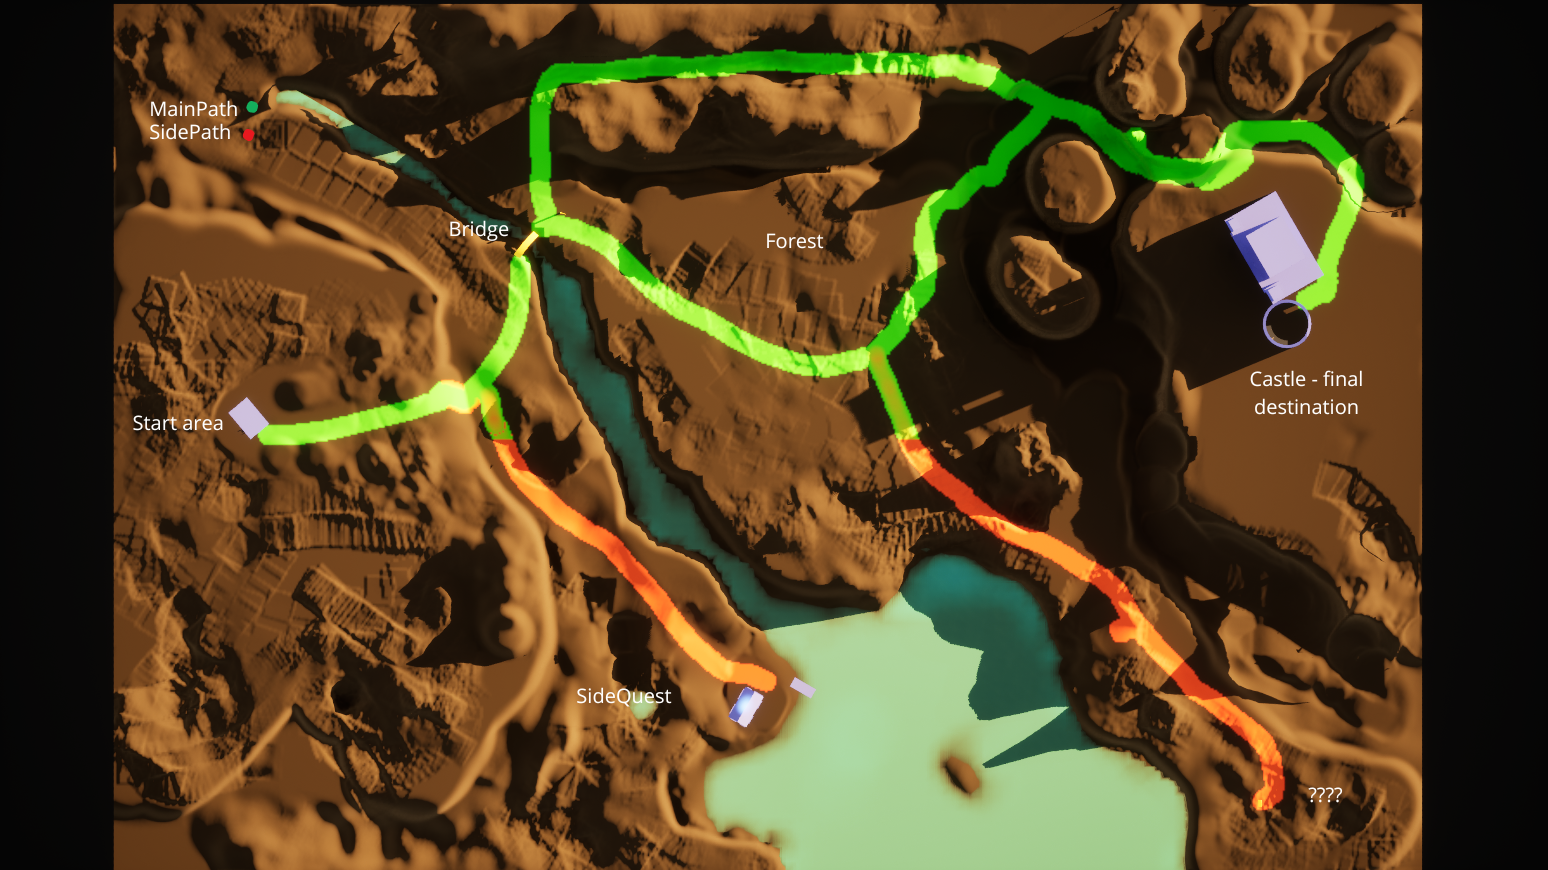 MainPath
SidePath
Bridge
Forest
Start area
Castle - final
destination
SideQuest
????